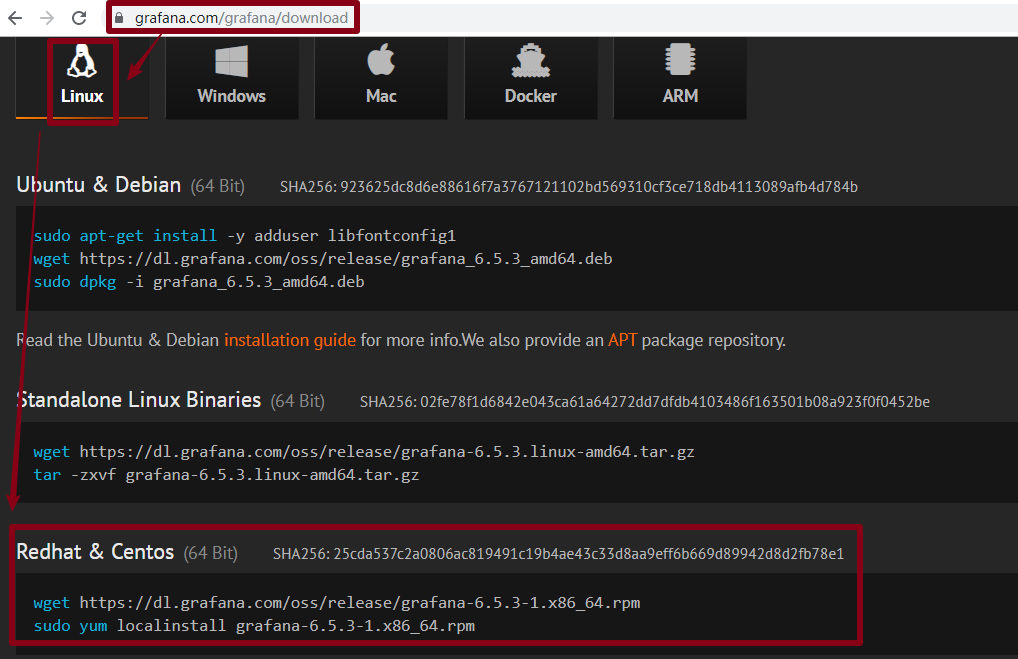 grafana.com/grafana/download
Linux
Windows
Mac
Docker
ARM
Ubuntu & Debian (64 Bit) SHA256: 923625dc8d6e88616f7a3767121102bd569310cf3ce718db4113089afb4d784b
sudo apt-get install -y adduser libfontconfig1
wget https://dl.grafana.com/oss/release/grafana_6.5.3_amd64.deb
sudo dpkg -i grafana_6.5.3_amd64.deb
Read the Ubuntu & Debian installation guide for more info.We also provide an APT package repository.
Standalone Linux Binaries (64 Bit) SHA256: 02fe78f1d6842e043ca61a64272dd7dfdb4103486f163501b08a923f0f0452be
wget https://dl.grafana.com/oss/release/grafana-6.5.3.linux-amd64.tar.gz
tar -zxvf grafana-6.5.3.linux-amd64.tar.gz
Redhat & Centos (64 Bit) SHA256: 25cda537c2a0806ac819491c19b4ae43c33d8aa9eff6b669d89942d8d2fb78e1
wget https://dl.grafana.com/oss/release/grafana-6.5.3-1.x86_64.rpm
sudo yum localinstall grafana-6.5.3-1.x86_64.rpm